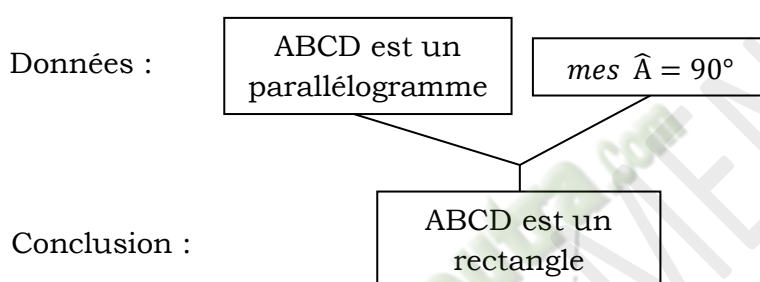 Données :
ABCD est un
parallélogramme
mes Â = 90°
Conclusion :
ABCD est un
rectangle